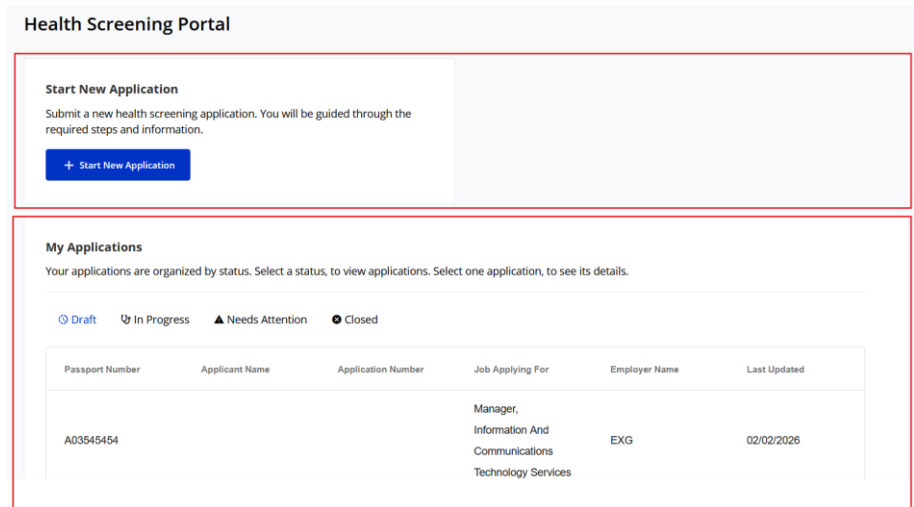 Health Screening Portal
Start New Application
Submit a new health screening application. You will be guided through the
required steps and information.
+ Start New Application
My Applications
Your applications are organized by status. Select a status, to view applications. Select one application, to see its details.
Draft In Progress Needs Attention Closed
Passport Number Applicant Name Application Number Job Applying For Employer Name Last Updated
Manager,
Information And
A03545454 EXG 02/02/2026
Communications
Technology Services